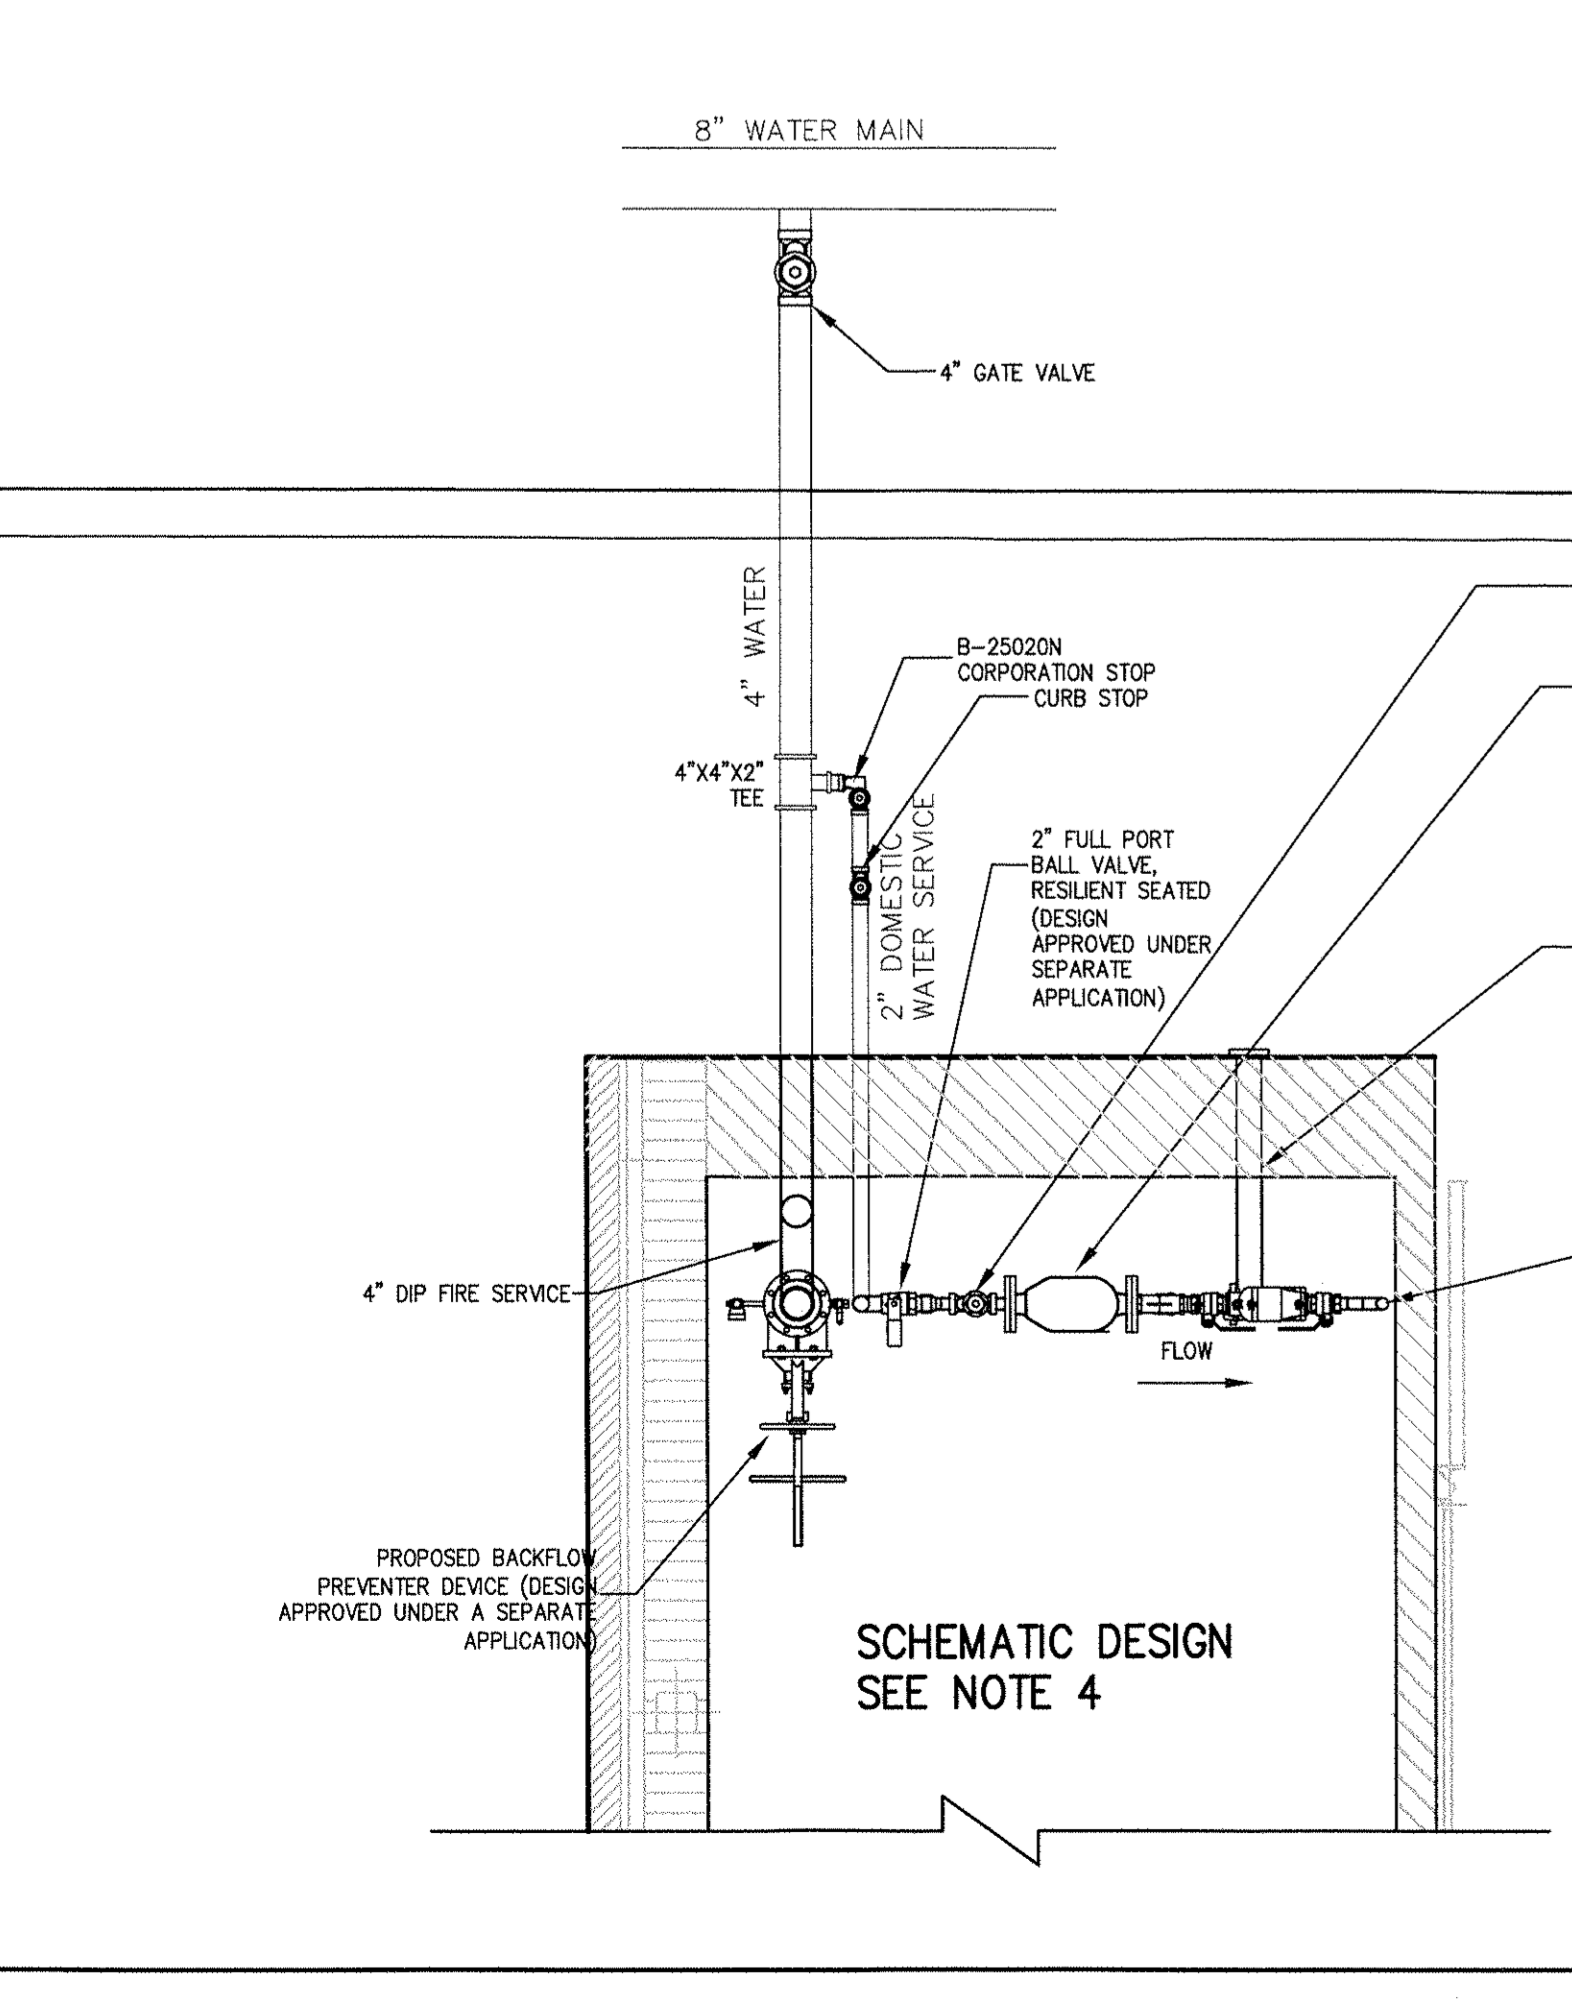 8" WATER MAIN
4" GATE VALVE
4" WATER
B-25020N
CORPORATION STOP
CURB STOP
4"X4"X2"
TEE
2" DOMESTIC
WATER SERVICE
2" FULL PORT
BALL VALVE,
RESILIENT SEATED
(DESIGN
APPROVED UNDER
SEPARATE
APPLICATION)
4" DIP FIRE SERVICE
FLOW
PROPOSED BACKFLOW
PREVENTER DEVICE (DESIGN
APPROVED UNDER A SEPARATE
APPLICATION)
SCHEMATIC DESIGN
SEE NOTE 4